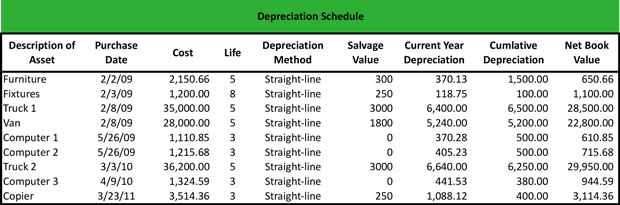 Depreciation Schedule
Description of Asset Purchase Date Cost Life Depreciation Method Salvage Value Current Year Depreciation Cumlative Depreciation Net Book Value
Furniture 2/2/09 2,150.66 5 Straight-line 300 370.13 1,500.00 650.66
Fixtures 2/3/09 1,200.00 8 Straight-line 250 118.75 100.00 1,100.00
Truck 1 2/8/09 35,000.00 5 Straight-line 3000 6,400.00 6,500.00 28,500.00
Van 2/8/09 28,000.00 5 Straight-line 1800 5,240.00 5,200.00 22,800.00
Computer 1 5/26/09 1,110.85 3 Straight-line 0 370.28 500.00 610.85
Computer 2 5/26/09 1,215.68 3 Straight-line 0 405.23 500.00 715.68
Truck 2 3/3/10 36,200.00 5 Straight-line 3000 6,640.00 6,250.00 29,950.00
Computer 3 4/9/10 1,324.59 3 Straight-line 0 441.53 380.00 944.59
Copier 3/23/11 3,514.36 3 Straight-line 250 1,088.12 400.00 3,114.36